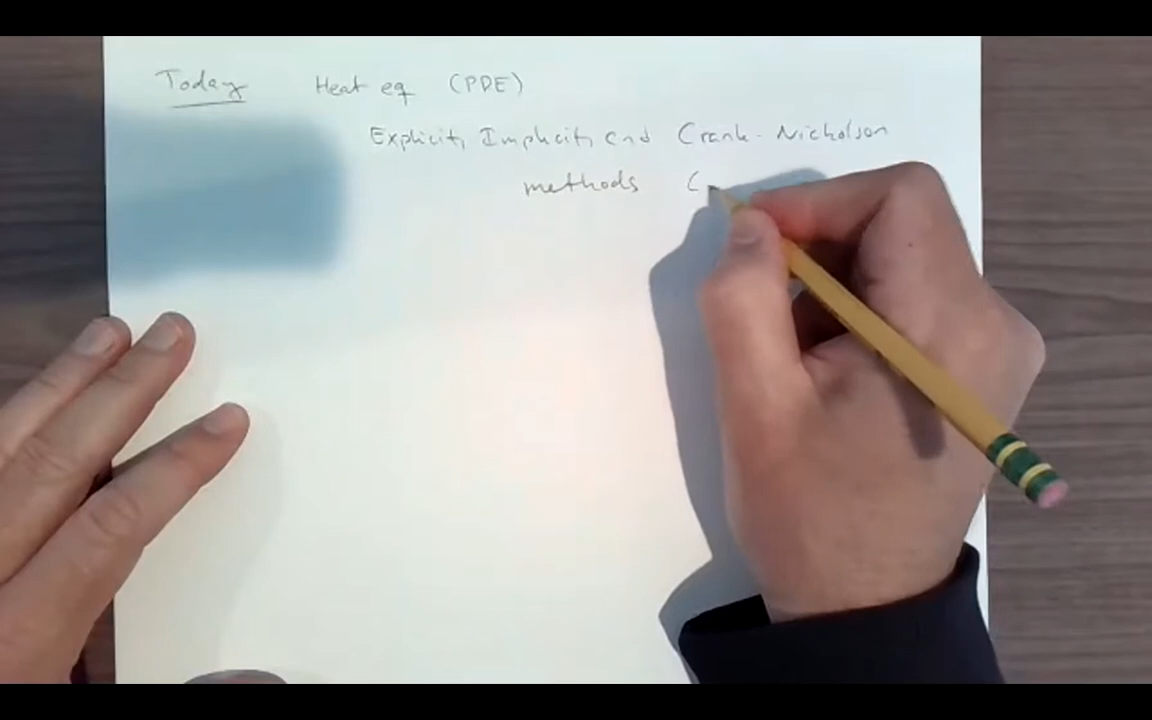 Today Heat eq (PDE)
Explicit, Implicit, and Crank-Nicholson
methods (